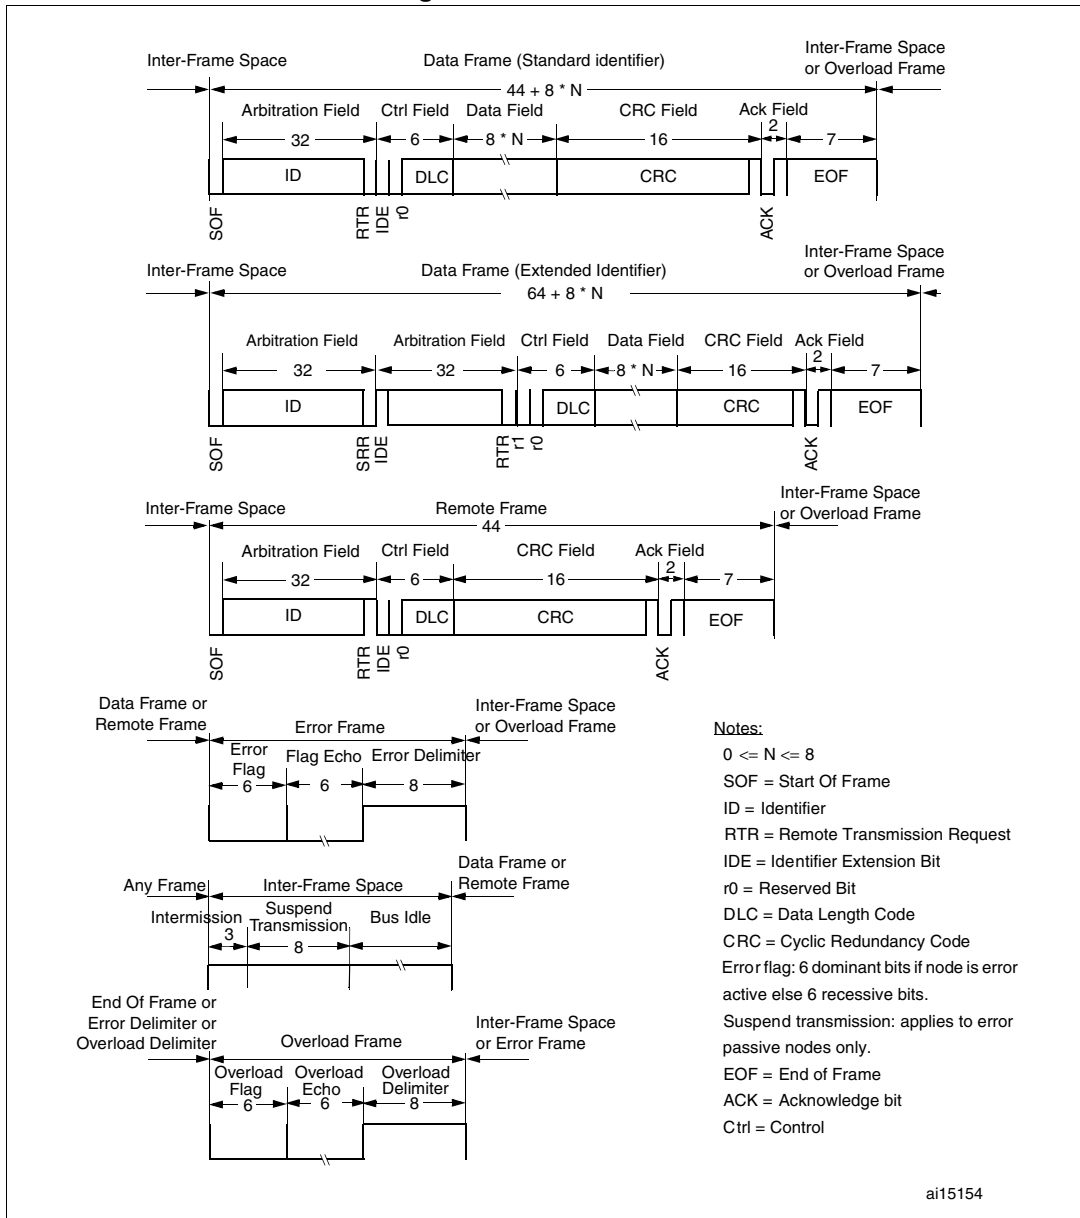 Inter-Frame Space
Data Frame (Standard identifier)
Inter-Frame Space
or Overload Frame
44 + 8 * N
Arbitration Field
Ctrl Field
Data Field
CRC Field
Ack Field
32
6
8 * N
16
2
7
ID
DLC
CRC
EOF
SOF
RTR
IDE
r0
ACK
Inter-Frame Space
Data Frame (Extended Identifier)
Inter-Frame Space
or Overload Frame
64 + 8 * N
Arbitration Field
Arbitration Field
Ctrl Field
Data Field
CRC Field
Ack Field
32
32
6
8 * N
16
2
7
ID
DLC
CRC
EOF
SOF
SRR
IDE
RTR
r1
r0
ACK
Inter-Frame Space
Remote Frame
Inter-Frame Space
or Overload Frame
44
Arbitration Field
Ctrl Field
CRC Field
Ack Field
32
6
16
2
7
ID
DLC
CRC
EOF
SOF
RTR
IDE
r0
ACK
Data Frame or
Remote Frame
Error Frame
Inter-Frame Space
or Overload Frame
Error
Flag
Flag Echo
Error Delimiter
6
6
8
Any Frame
Inter-Frame Space
Data Frame or
Remote Frame
Intermission
Suspend
Transmission
Bus Idle
3
8
End Of Frame or
Error Delimiter or
Overload Delimiter
Overload Frame
Inter-Frame Space
or Error Frame
Overload
Flag
Overload
Echo
Overload
Delimiter
6
6
8
Notes:
0 <= N <= 8
SOF = Start Of Frame
ID = Identifier
RTR = Remote Transmission Request
IDE = Identifier Extension Bit
r0 = Reserved Bit
DLC = Data Length Code
CRC = Cyclic Redundancy Code
Error flag: 6 dominant bits if node is error
active else 6 recessive bits.
Suspend transmission: applies to error
passive nodes only.
EOF = End of Frame
ACK = Acknowledge bit
Ctrl = Control
ai15154